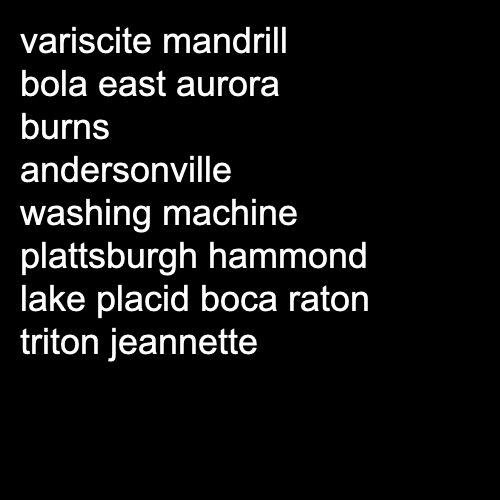 variscite mandrill
bola east aurora
burns
andersonville
washing machine
plattsburgh hammond
lake placid boca raton
triton jeannette